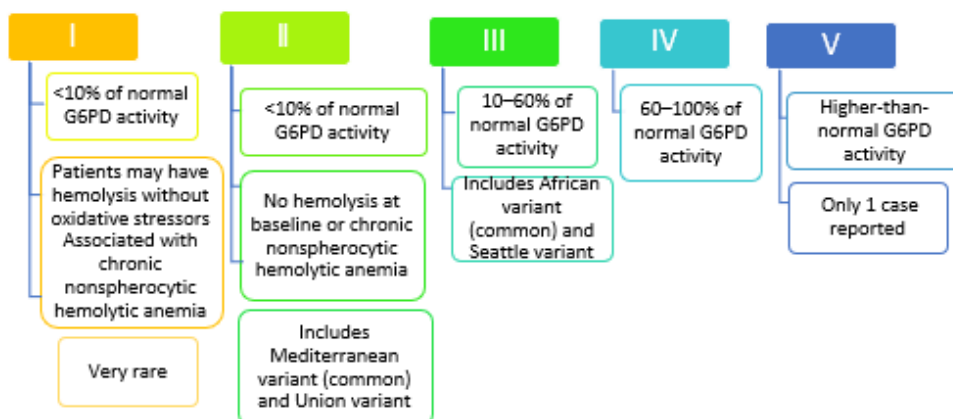 I
<10% of normal
G6PD activity
Patients may have
hemolysis without
oxidative stressors
Associated with
chronic
nonspherocytic
hemolytic anemia
Very rare
II
<10% of normal
G6PD activity
No hemolysis at
baseline or chronic
nonspherocytic
hemolytic anemia
Includes
Mediterranean
variant (common)
and Union variant
III
10–60% of
normal G6PD
activity
Includes African
variant
(common) and
Seattle variant
IV
60–100% of
normal G6PD
activity
V
Higher-than-
normal G6PD
activity
Only 1 case
reported